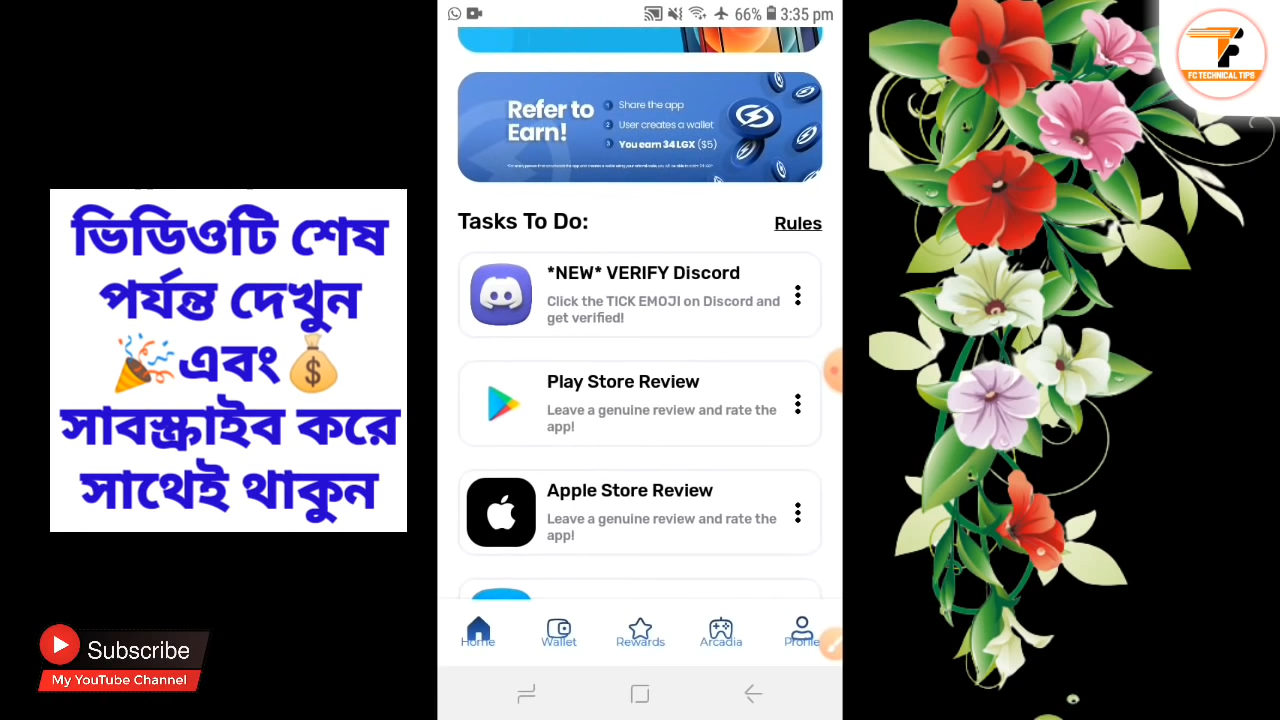 66% 3:35 pm
FC TECHNICAL TIPS
Refer to
Earn!
1 Share the app
2 User creates a wallet
3 You earn 34 LGX ($5)
Tasks To Do:
Rules
*NEW* VERIFY Discord
Click the TICK EMOJI on Discord and
get verified!
Play Store Review
Leave a genuine review and rate the
app!
Apple Store Review
Leave a genuine review and rate the
app!
Home Wallet Rewards Arcadia Profile
ভিডিওটি শেষ
পর্যন্ত দেখুন
🎉এবং💰
সাবস্ক্রাইব করে
সাথেই থাকুন
Subscribe
My YouTube Channel